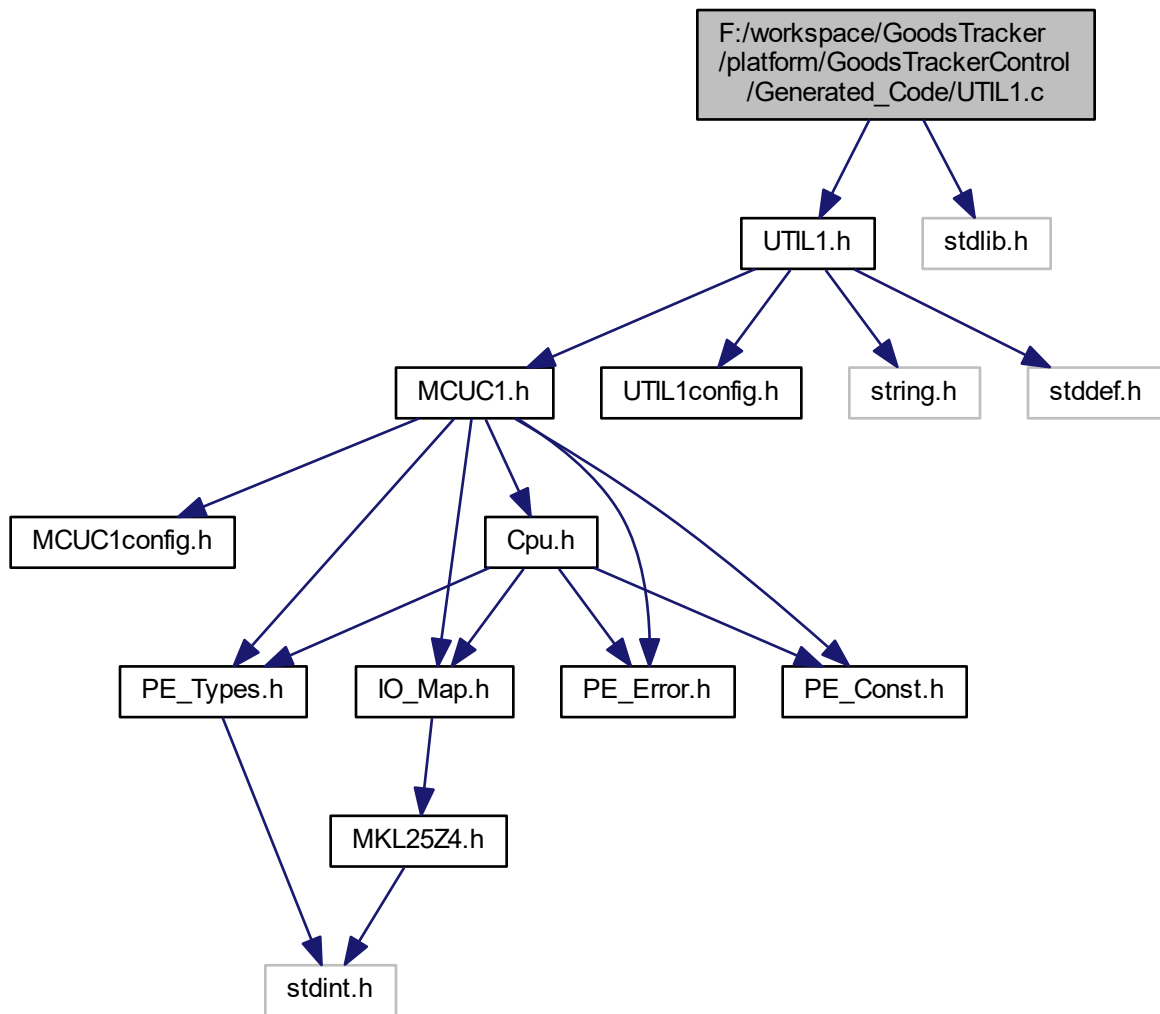 F:/workspace/GoodsTracker
/platform/GoodsTrackerControl
/Generated_Code/UTIL1.c
UTIL1.h
stdlib.h
MCUC1.h
UTIL1config.h
string.h
stddef.h
MCUC1config.h
Cpu.h
PE_Types.h
IO_Map.h
PE_Error.h
PE_Const.h
MKL25Z4.h
stdint.h